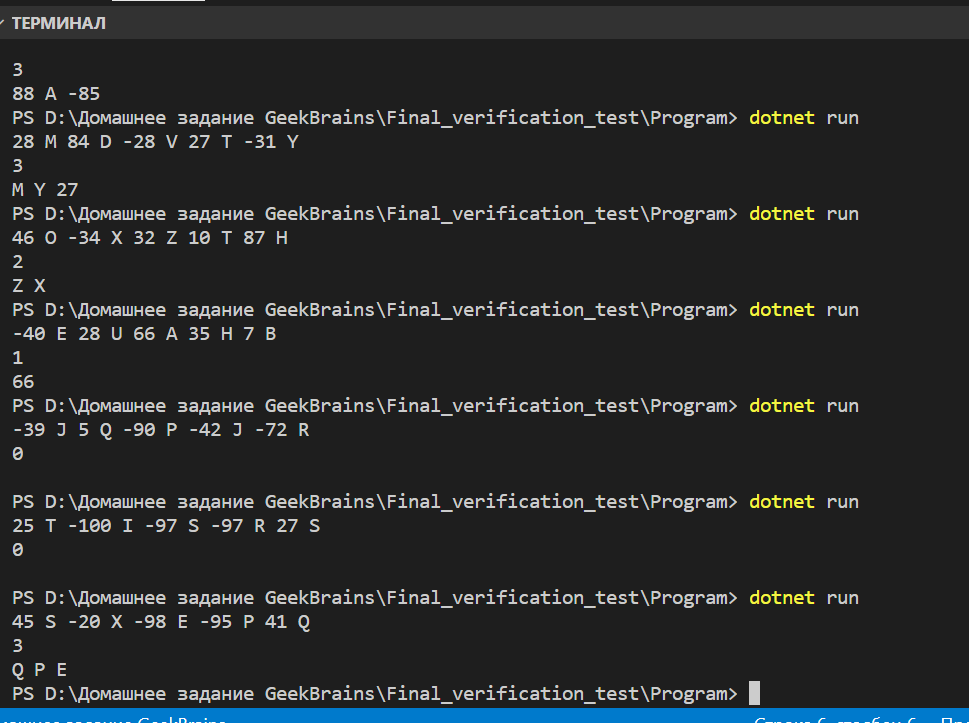 ТЕРМИНАЛ
3
88 A -85
PS D:\Домашнее задание GeekBrains\Final_verification_test\Program> dotnet run
28 M 84 D -28 V 27 T -31 Y
3
M Y 27
PS D:\Домашнее задание GeekBrains\Final_verification_test\Program> dotnet run
46 O -34 X 32 Z 10 T 87 H
2
Z X
PS D:\Домашнее задание GeekBrains\Final_verification_test\Program> dotnet run
-40 E 28 U 66 A 35 H 7 B
1
66
PS D:\Домашнее задание GeekBrains\Final_verification_test\Program> dotnet run
-39 J 5 Q -90 P -42 J -72 R
0
PS D:\Домашнее задание GeekBrains\Final_verification_test\Program> dotnet run
25 T -100 I -97 S -97 R 27 S
0
PS D:\Домашнее задание GeekBrains\Final_verification_test\Program> dotnet run
45 S -20 X -98 E -95 P 41 Q
3
Q P E
PS D:\Домашнее задание GeekBrains\Final_verification_test\Program>